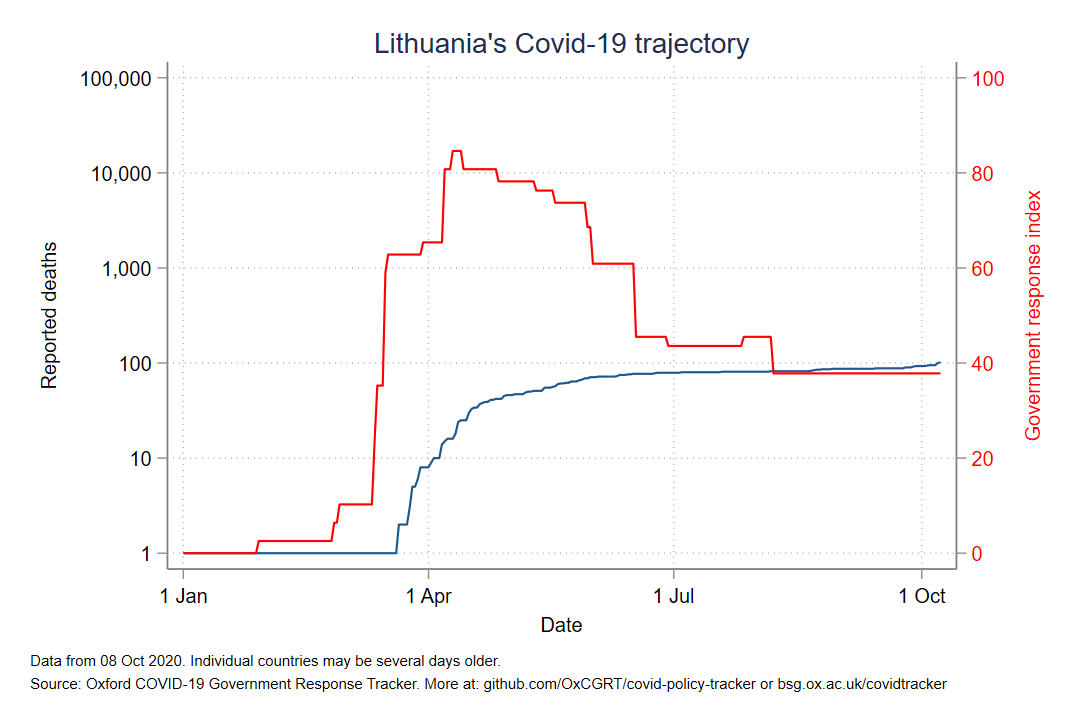 Lithuania's Covid-19 trajectory
100,000
10,000
1,000
100
10
1
Reported deaths
100
80
60
40
20
0
Government response index
1 Jan
1 Apr
1 Jul
1 Oct
Date
Data from 08 Oct 2020. Individual countries may be several days older.
Source: Oxford COVID-19 Government Response Tracker. More at: github.com/OxCGRT/covid-policy-tracker or bsg.ox.ac.uk/covidtracker